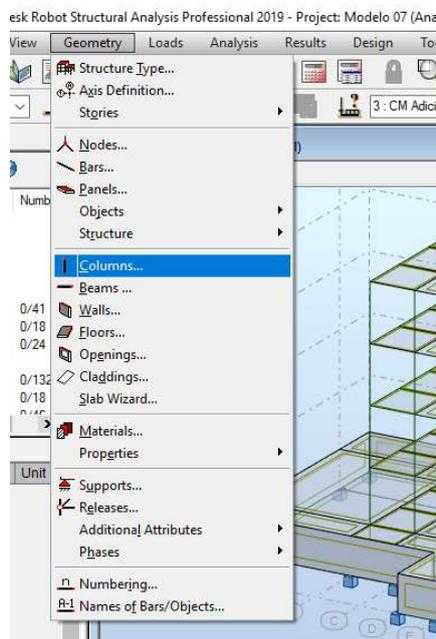 esk Robot Structural Analysis Professional 2019 - Project: Modelo 07 (Ana
View Geometry Loads Analysis Results Design To
3 : CM Adici
Structure Type...
Axis Definition...
Stories
Nodes...
Bars...
Panels...
Numb
Objects
Structure
Columns...
Beams ...
0/41
Walls...
0/18
Floors...
0/24
Openings...
0/132
Claddings...
0/18
Slab Wizard...
Materials...
Properties
Unit
Supports...
Releases...
Additional Attributes
Phases
Numbering...
Names of Bars/Objects...
C
D